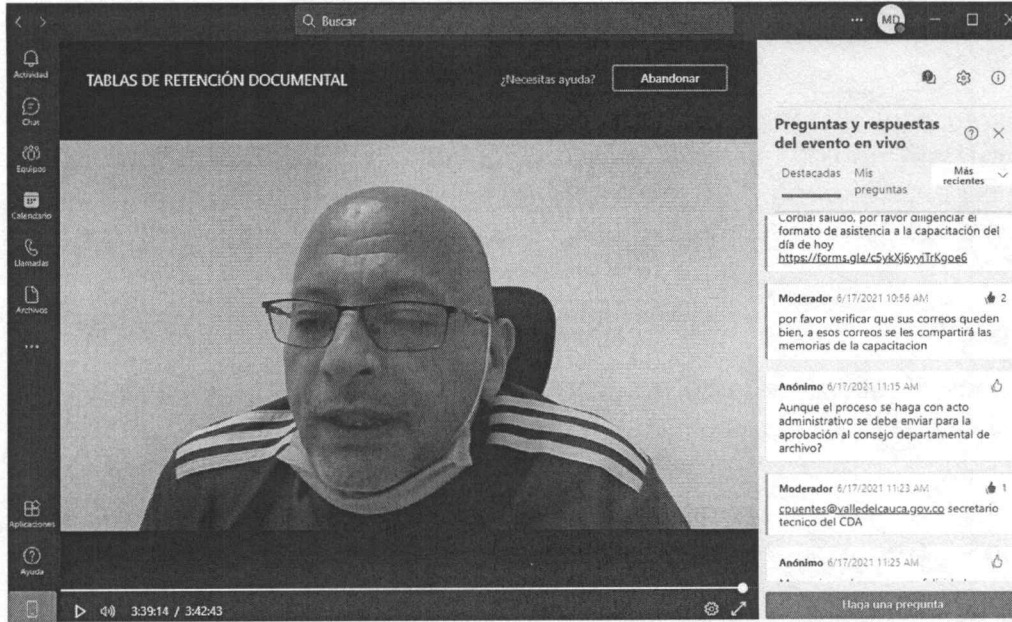 Buscar
MD
Actividad
Chat
Equipos
Calendario
Llamadas
Archivos
Aplicaciones
Ayuda
TABLAS DE RETENCIÓN DOCUMENTAL
¿Necesitas ayuda?
Abandonar
3:39:14 / 3:42:43
Preguntas y respuestas
del evento en vivo
Destacadas
Mis
preguntas
Más
recientes
Cordial saludo, por favor diligenciar el
formato de asistencia a la capacitación del
día de hoy
https://forms.gle/c5ykXj6yyiTrKgoe6
Moderador 6/17/2021 10:56 AM
2
por favor verificar que sus correos queden
bien, a esos correos se les compartirá las
memorias de la capacitacion
Anónimo 6/17/2021 11:15 AM
Aunque el proceso se haga con acto
administrativo se debe enviar para la
aprobación al consejo departamental de
archivo?
Moderador 6/17/2021 11:23 AM
1
cpuentes@valledelcauca.gov.co secretario
tecnico del CDA
Anónimo 6/17/2021 11:25 AM
Haga una pregunta